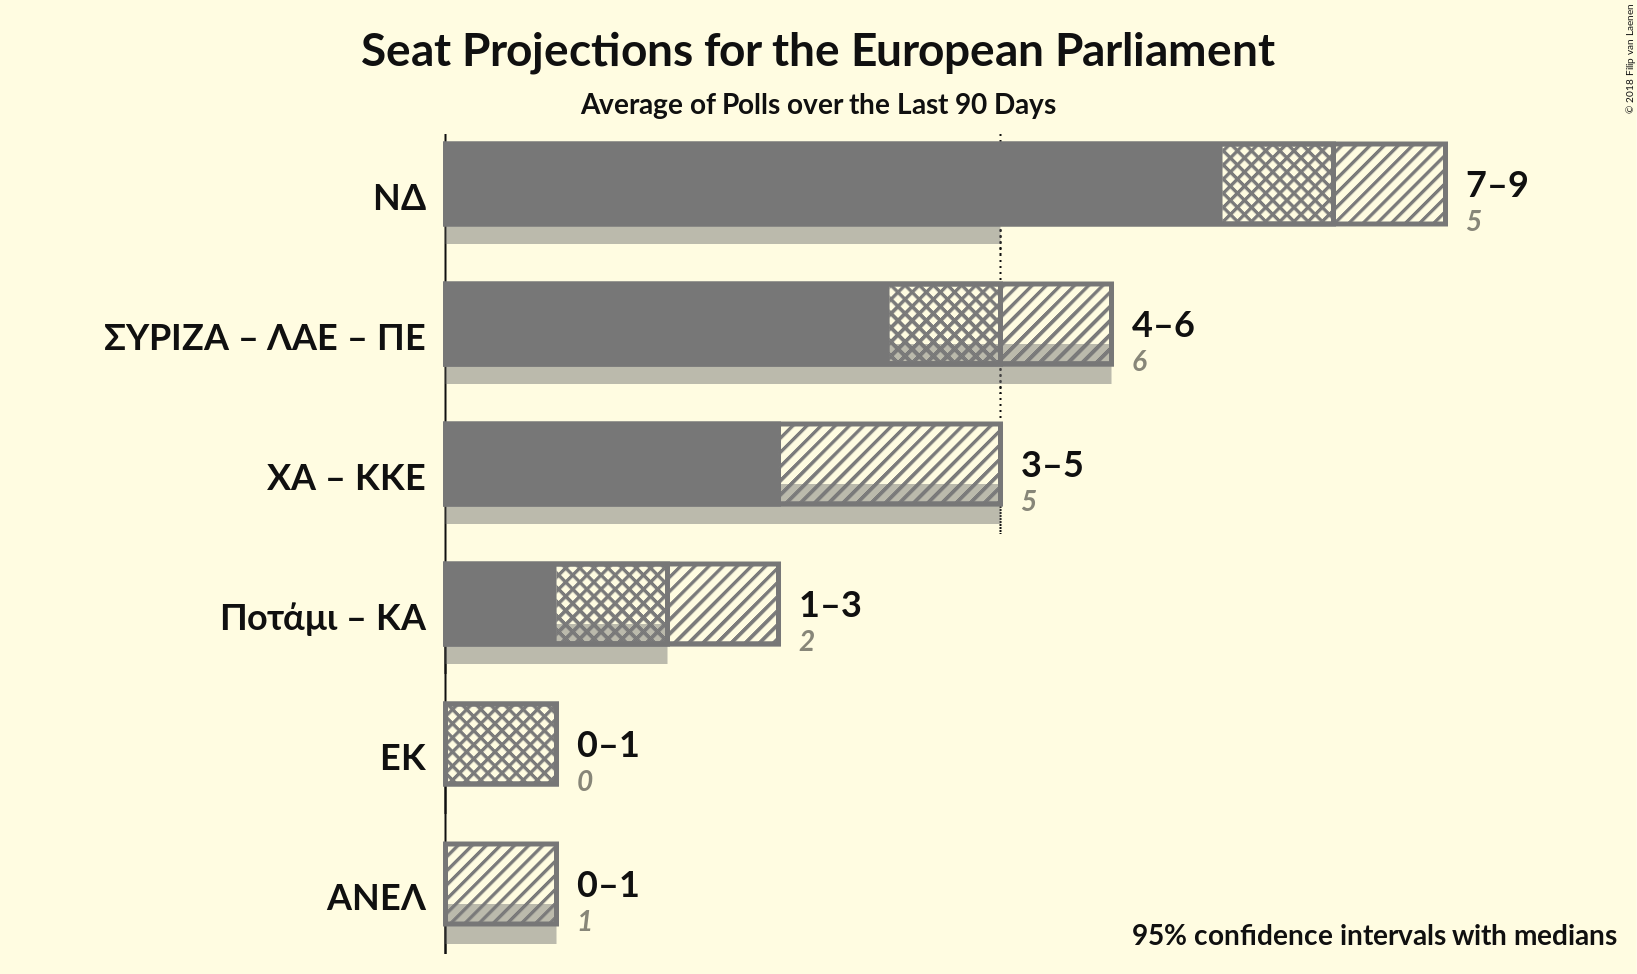 Seat Projections for the European Parliament
Average of Polls over the Last 90 Days
© 2018 Filip van Laenen
ΝΔ
7–9
5
ΣΥΡΙΖΑ – ΛΑΕ – ΠΕ
4–6
6
ΧΑ – ΚΚΕ
3–5
5
Ποτάμι – ΚΑ
1–3
2
ΕΚ
0–1
0
ΑΝΕΛ
0–1
1
95% confidence intervals with medians